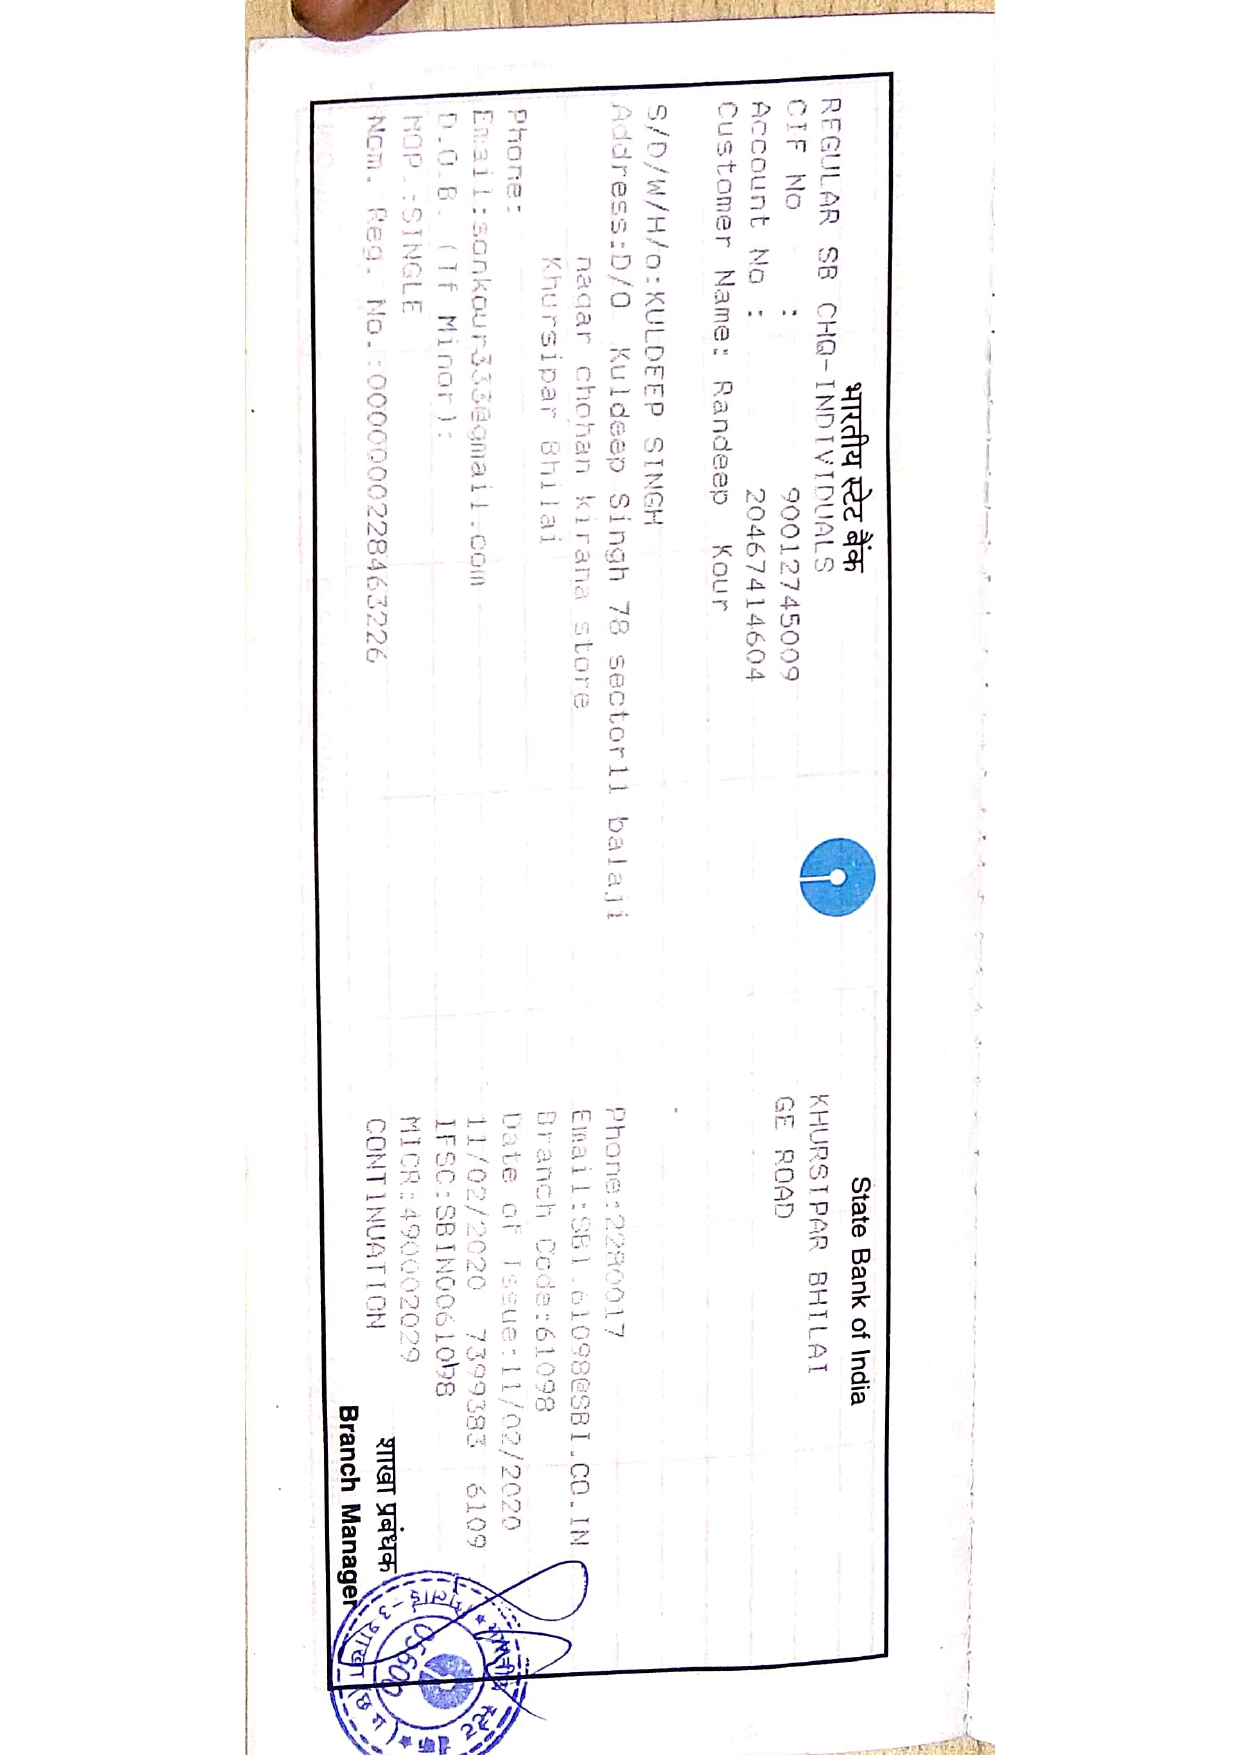 भारतीय स्टेट बैंक
REGULAR SB CHQ-INDIVIDUALS
CIF No : 90012745009
Account No : 20467414604
Customer Name: Randeep Kour
S/D/W/H/o:KULDEEP SINGH
Address:D/O Kuldeep Singh 78 sector11 balaji
nagar chohan kirana store
Khursipar Bhilai
Phone:
Email:sonkour333@gmail.com
D.O.B. (If Minor):
MOP.:SINGLE
Nom. Reg. No.:0000000228463226
State Bank of India
KHURSIPAR BHILAI
GE ROAD
Phone:2280017
Email:SBI.61098@SBI.CO.IN
Branch Code:61098
Date of Issue:11/02/2020
11/02/2020 7399383 6109
IFSC:SBIN0061098
MICR:490002029
CONTINUATION
शाखा प्रबंधक
Branch Manager
भारतीय स्टेट बैंक
05600
शाखा